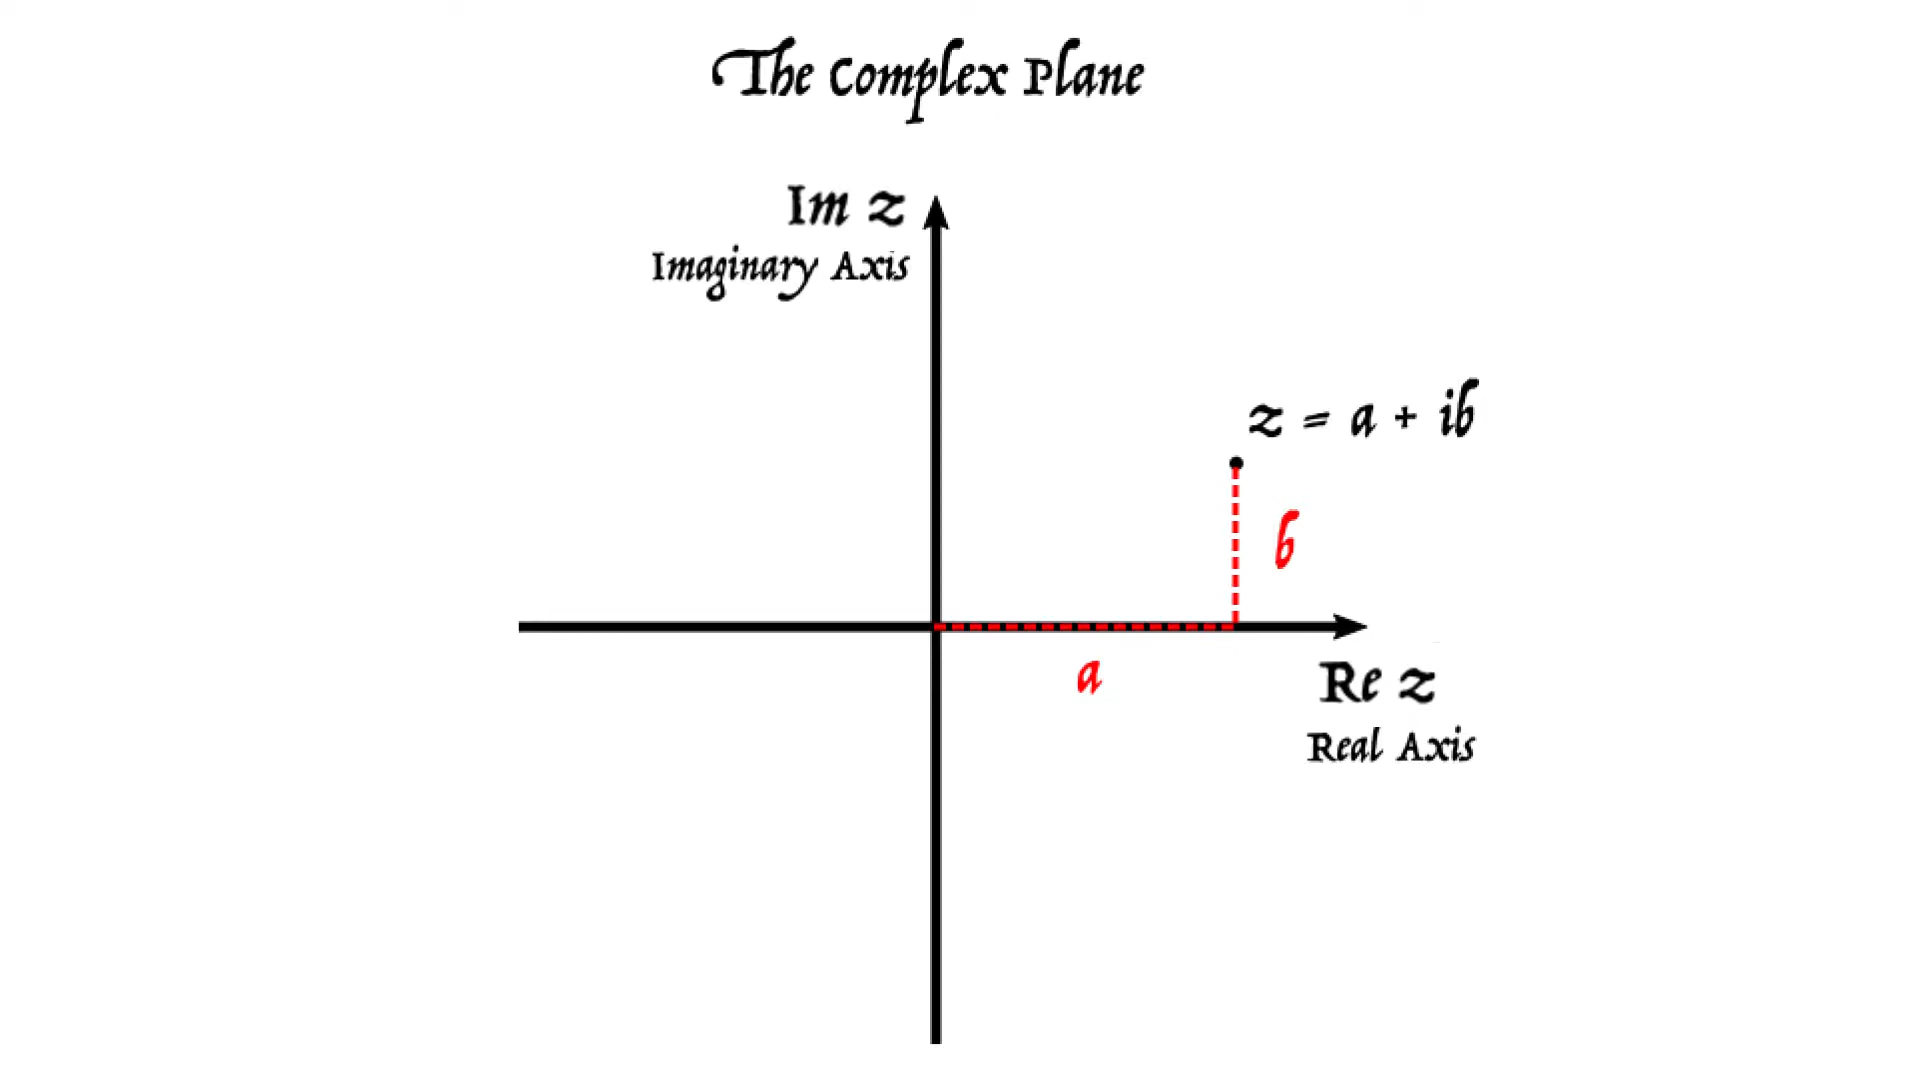 The Complex Plane
Im z
Imaginary Axis
z = a + ib
b
a
Re z
Real Axis